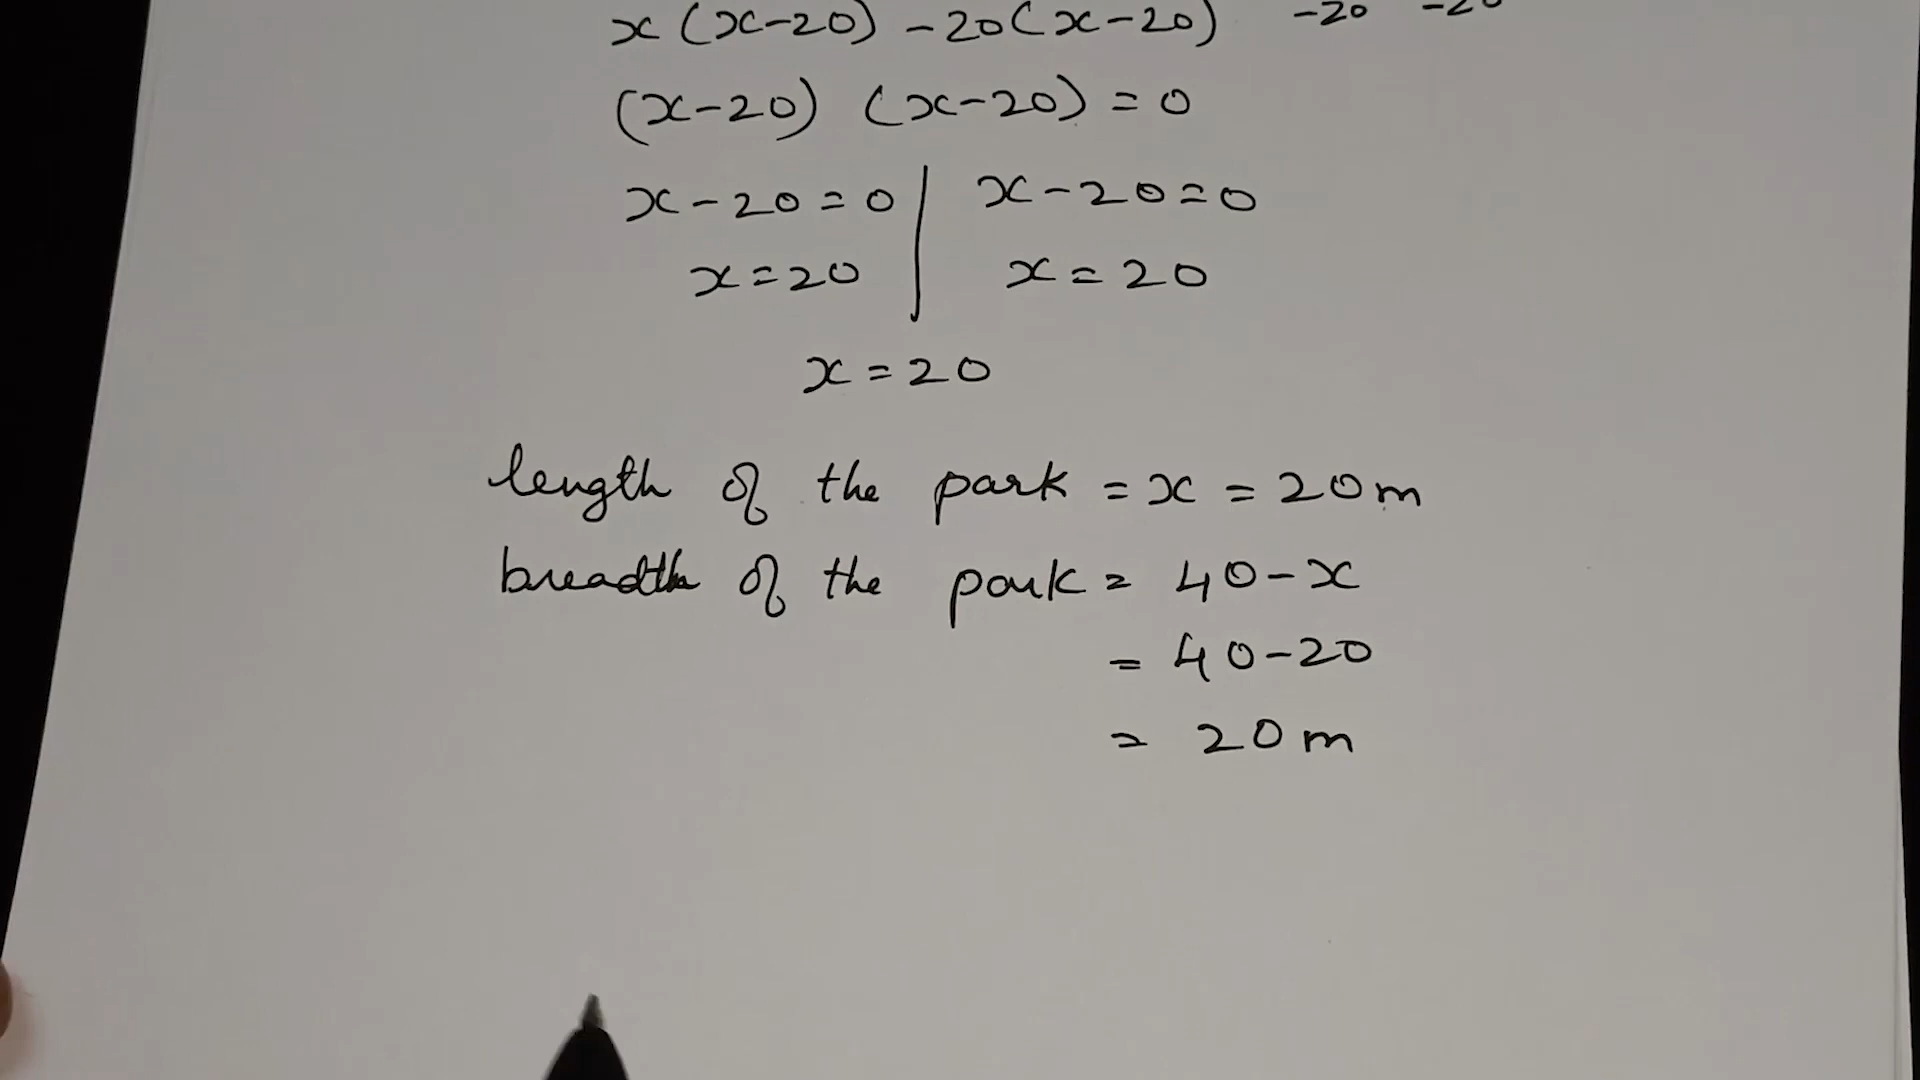 x(x-20) -20(x-20) -20 -20
(x-20) (x-20) = 0
x-20=0 | x-20=0
x=20 | x=20
x=20
length of the park = x = 20m
breadth of the park = 40-x
= 40-20
= 20m